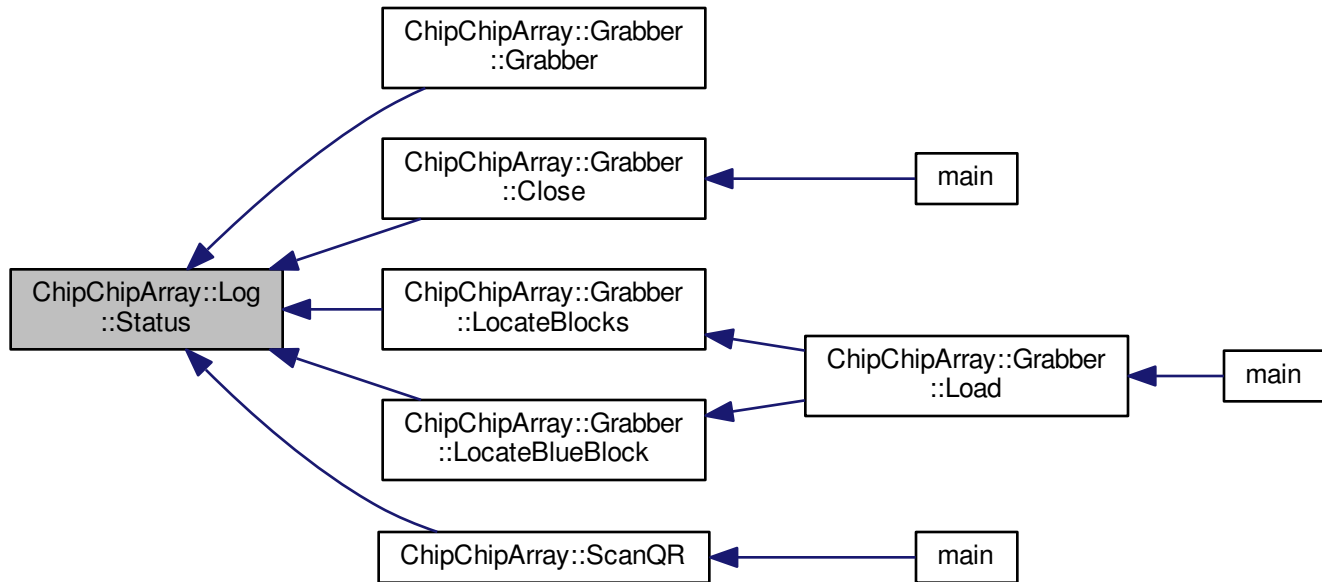 ChipChipArray::Grabber
::Grabber
ChipChipArray::Grabber
::Close
main
ChipChipArray::Log
::Status
ChipChipArray::Grabber
::LocateBlocks
ChipChipArray::Grabber
::Load
main
ChipChipArray::Grabber
::LocateBlueBlock
ChipChipArray::ScanQR
main